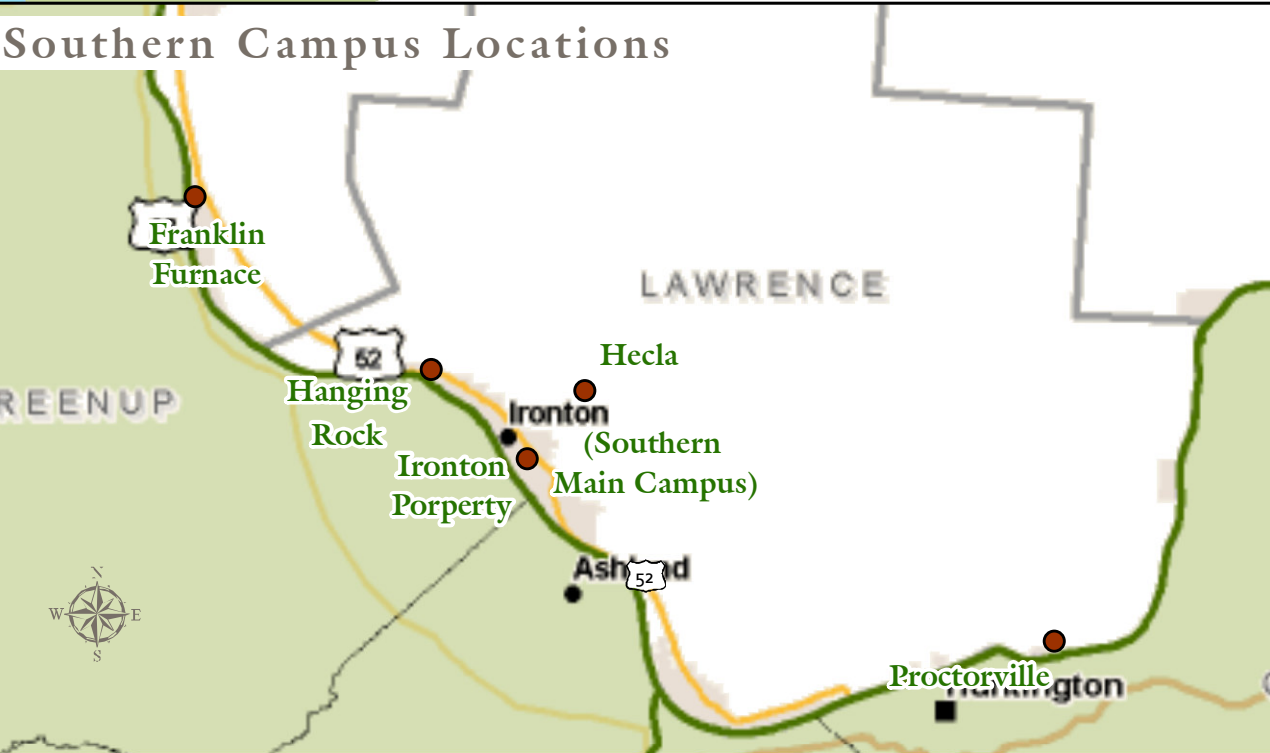 Southern Campus Locations
Franklin
Furnace
LAWRENCE
52
Hecla
REENUP
Hanging
Rock
Ironton
(Southern
Main Campus)
Ironton
Porperty
52
N
W E
S
Proctorville